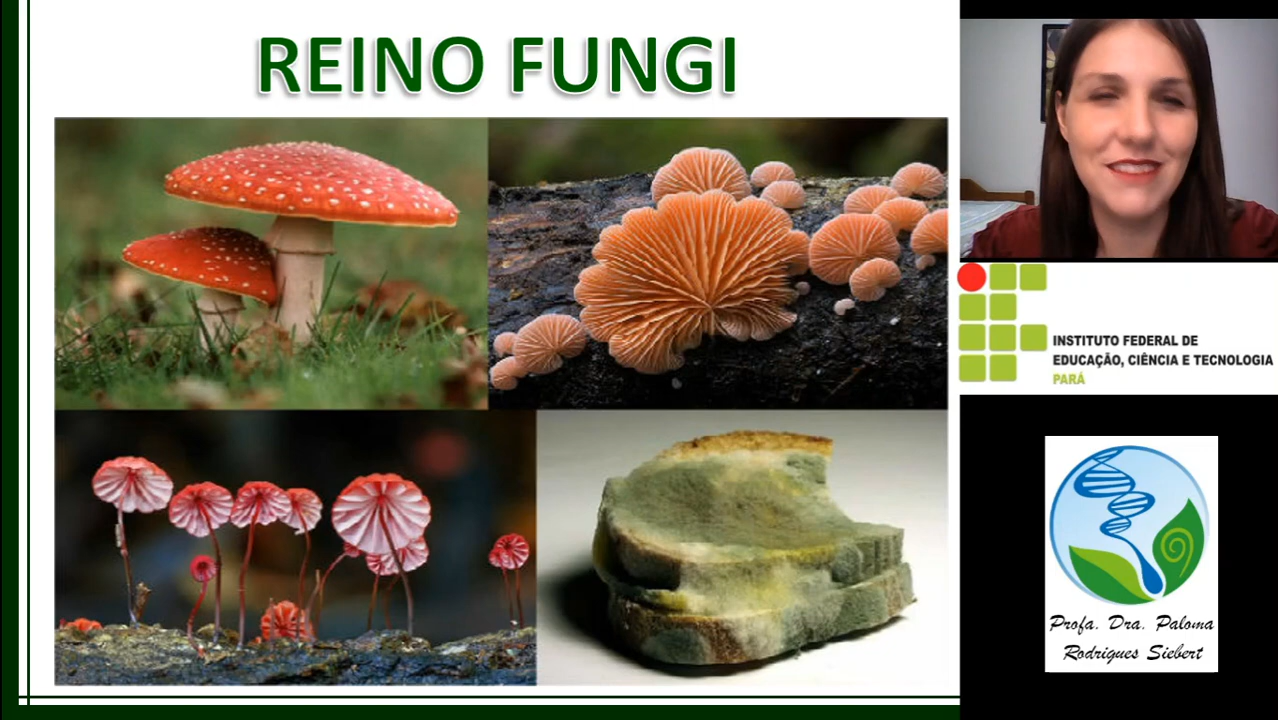 REINO FUNGI
INSTITUTO FEDERAL DE
EDUCAÇÃO, CIÊNCIA E TECNOLOGIA
PARÁ
Profa. Dra. Paloma
Rodrigues Siebert